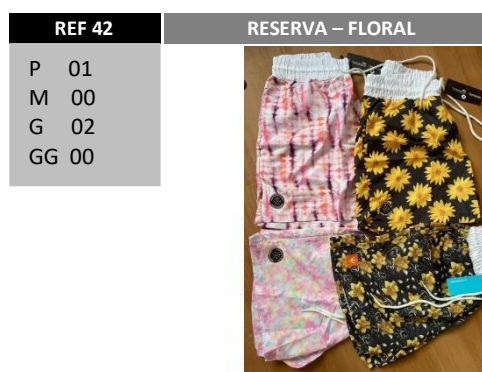 REF 42
RESERVA – FLORAL
P 01
M 00
G 02
GG 00